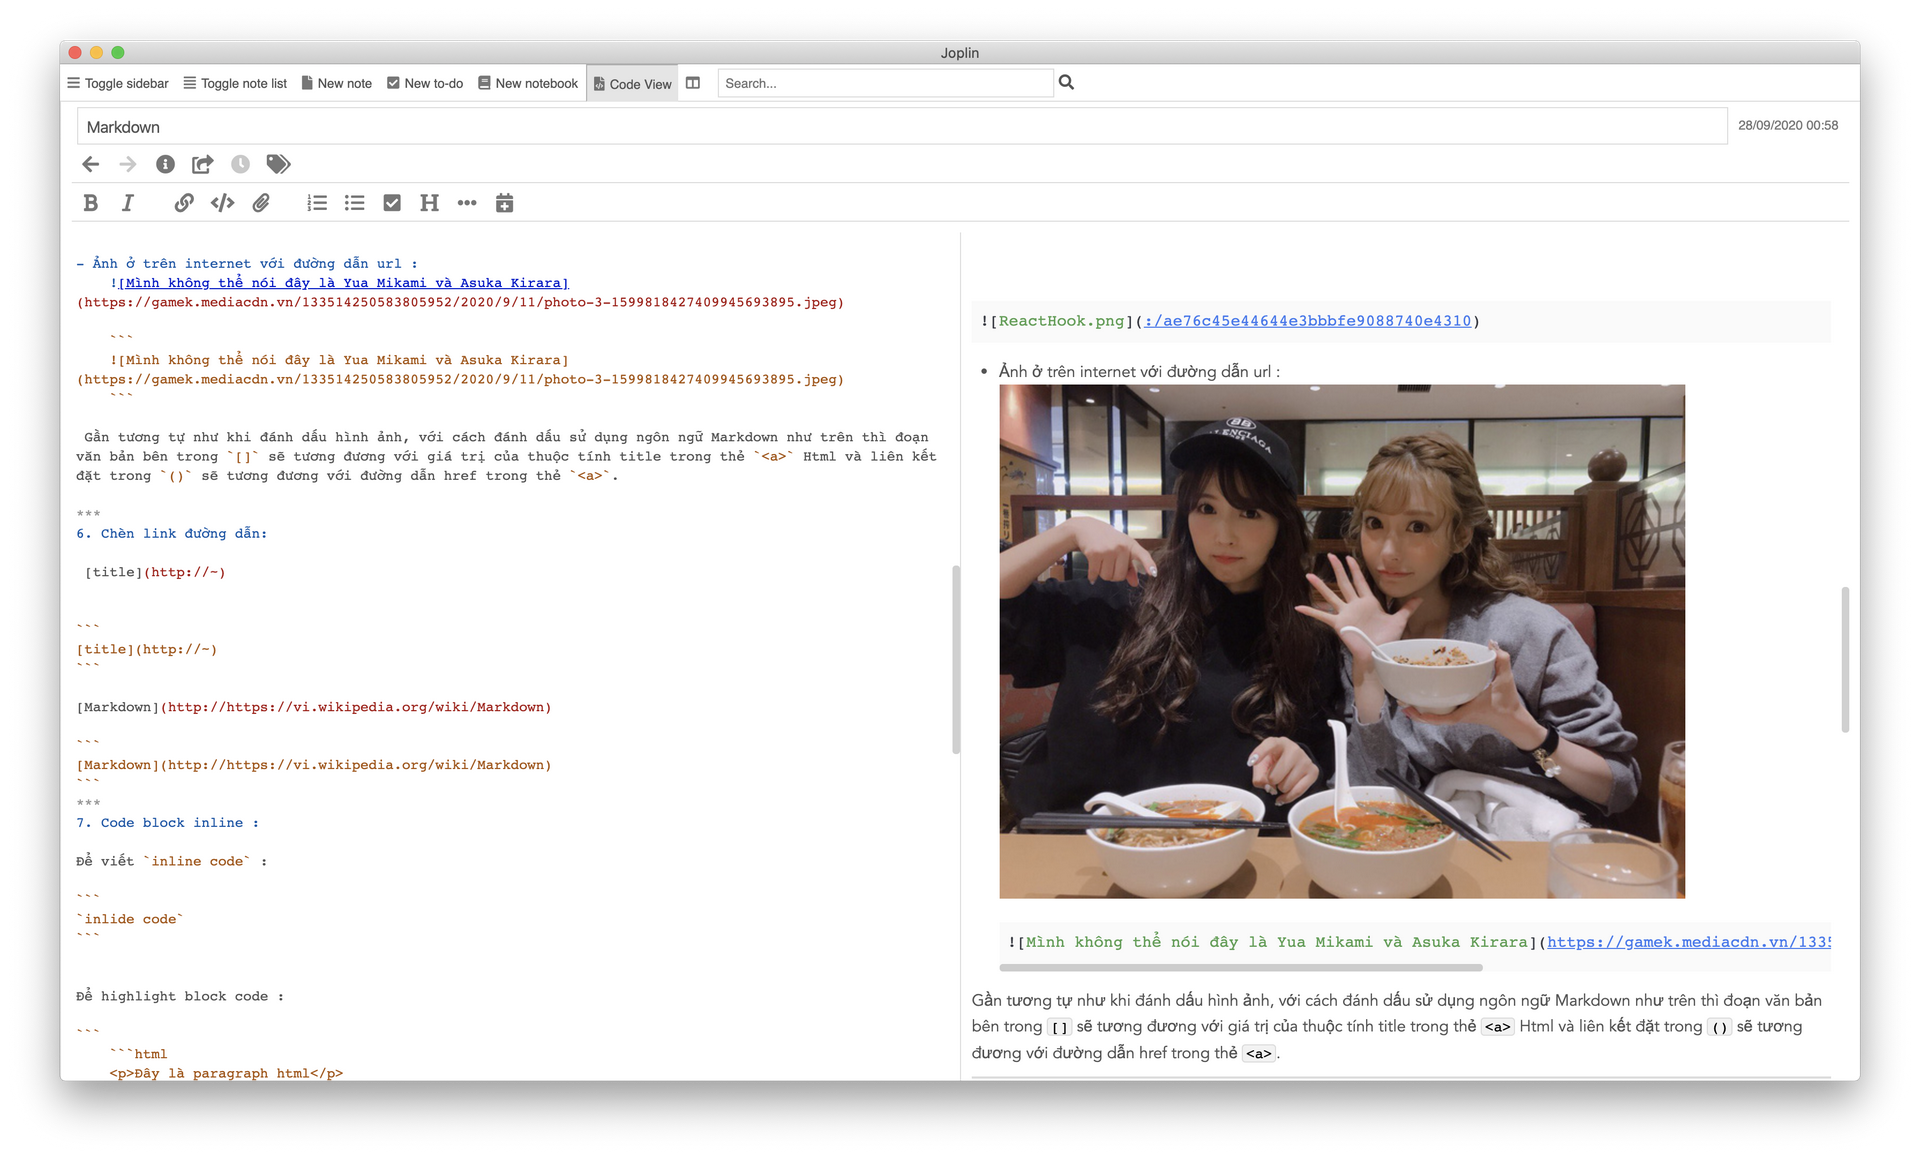 Joplin
Toggle sidebar
Toggle note list
New note
New to-do
New notebook
Code View
Search...
Markdown
28/09/2020 00:58
- Ảnh ở trên internet với đường dẫn url :
![Mình không thể nói đây là Yua Mikami và Asuka Kirara]
(https://gamek.mediacdn.vn/133514250583805952/2020/9/11/photo-3-15998184274099456938​95.jpeg)
```
![Mình không thể nói đây là Yua Mikami và Asuka Kirara]
(https://gamek.mediacdn.vn/133514250583805952/2020/9/11/photo-3-15998184274099456938​95.jpeg)
```
Gần tương tự như khi đánh dấu hình ảnh, với cách đánh dấu sử dụng ngôn ngữ Markdown như trên thì đoạn
văn bản bên trong `[]` sẽ tương đương với giá trị của thuộc tính title trong thẻ `<a>` Html và liên kết
đặt trong `()` sẽ tương đương với đường dẫn href trong thẻ `<a>`.
***
6. Chèn link đường dẫn:
[title](http://~)
```
[title](http://~)
```
[Markdown](http://https://vi.wikipedia.org/wiki/Markdown)
```
[Markdown](http://https://vi.wikipedia.org/wiki/Markdown)
```
***
7. Code block inline :
Để viết `inline code` :
```
`inlide code`
```
Để highlight block code :
```
```html
<p>Đây là paragraph html</p>
![ReactHook.png](:/ae76c45e44644e3bbbfe9088740e4310)
• Ảnh ở trên internet với đường dẫn url :
BB
BALENCIAGA
![Mình không thể nói đây là Yua Mikami và Asuka Kirara](https://gamek.mediacdn.vn/1335
Gần tương tự như khi đánh dấu hình ảnh, với cách đánh dấu sử dụng ngôn ngữ Markdown như trên thì đoạn văn bản
bên trong [] sẽ tương đương với giá trị của thuộc tính title trong thẻ <a> Html và liên kết đặt trong () sẽ tương
đương với đường dẫn href trong thẻ <a>.